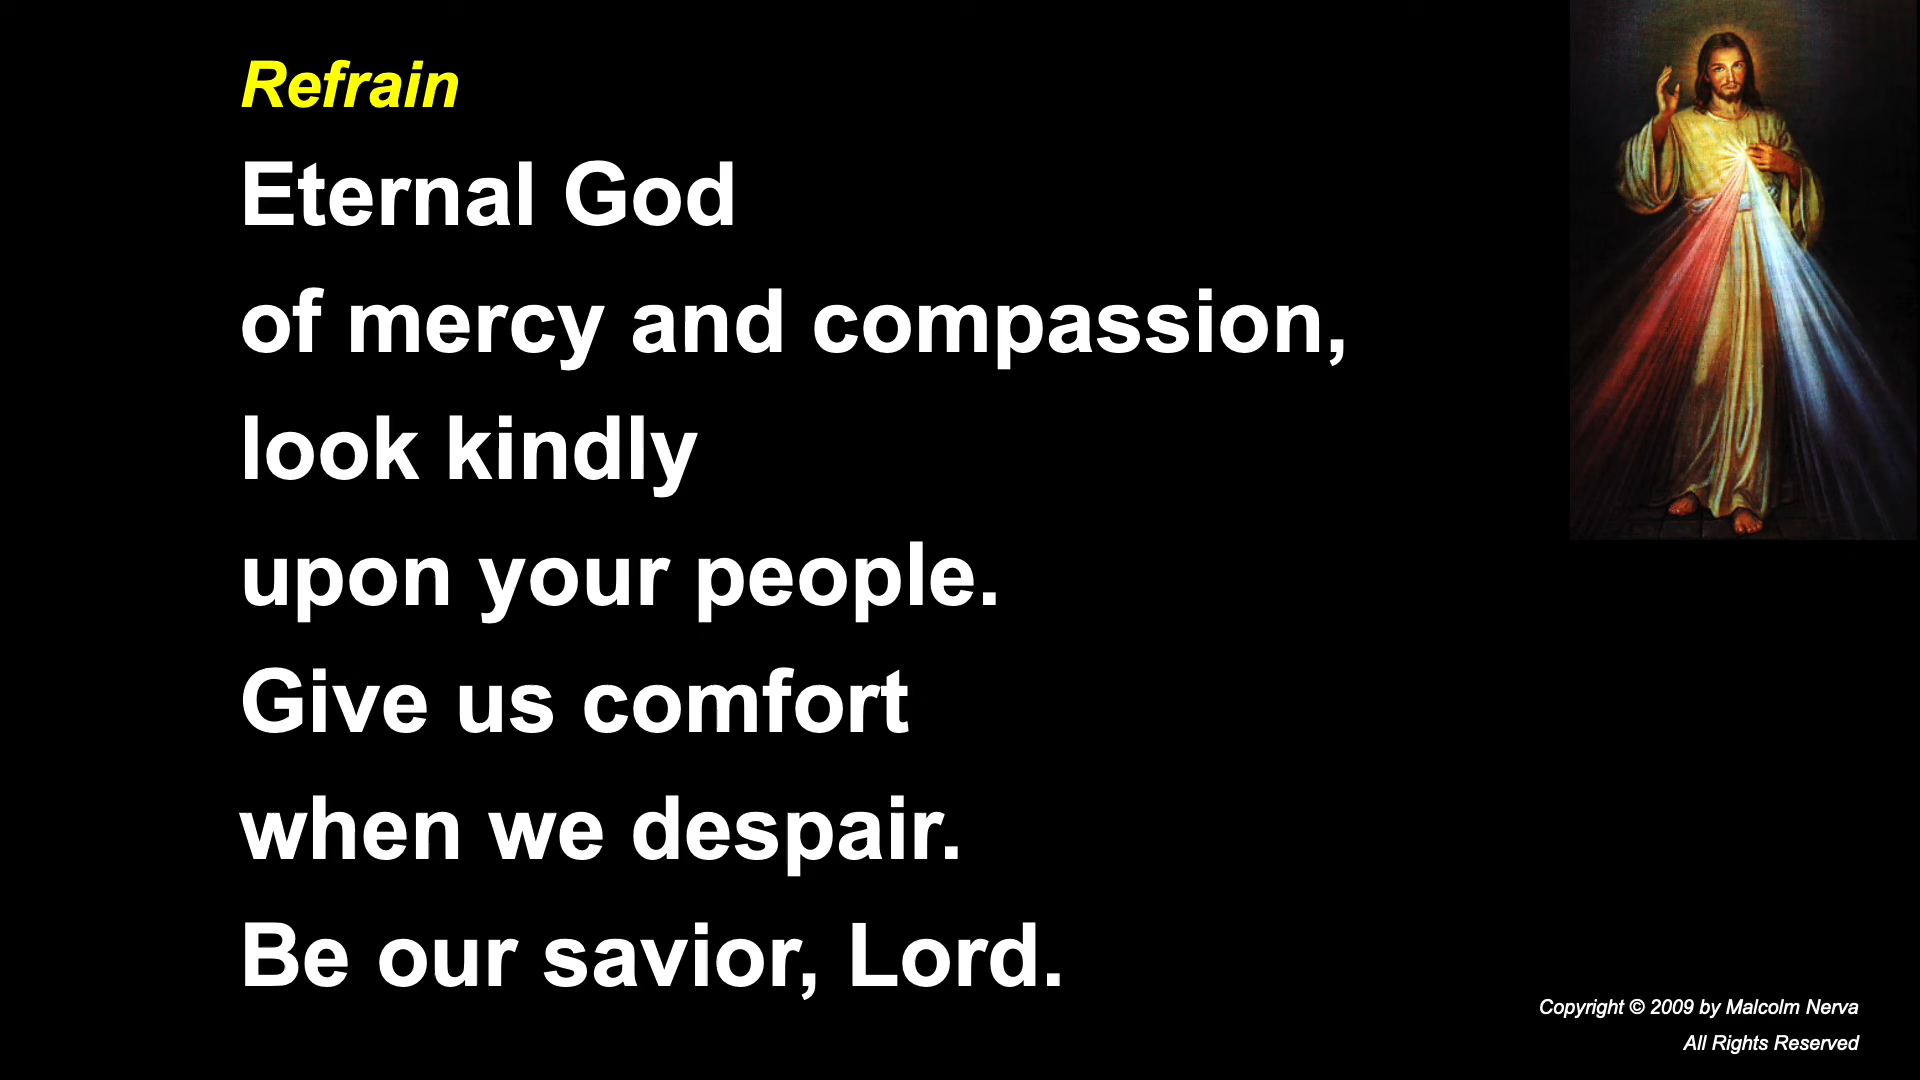 Refrain
Eternal God
of mercy and compassion,
look kindly
upon your people.
Give us comfort
when we despair.
Be our savior, Lord.
Copyright © 2009 by Malcolm Nerva
All Rights Reserved